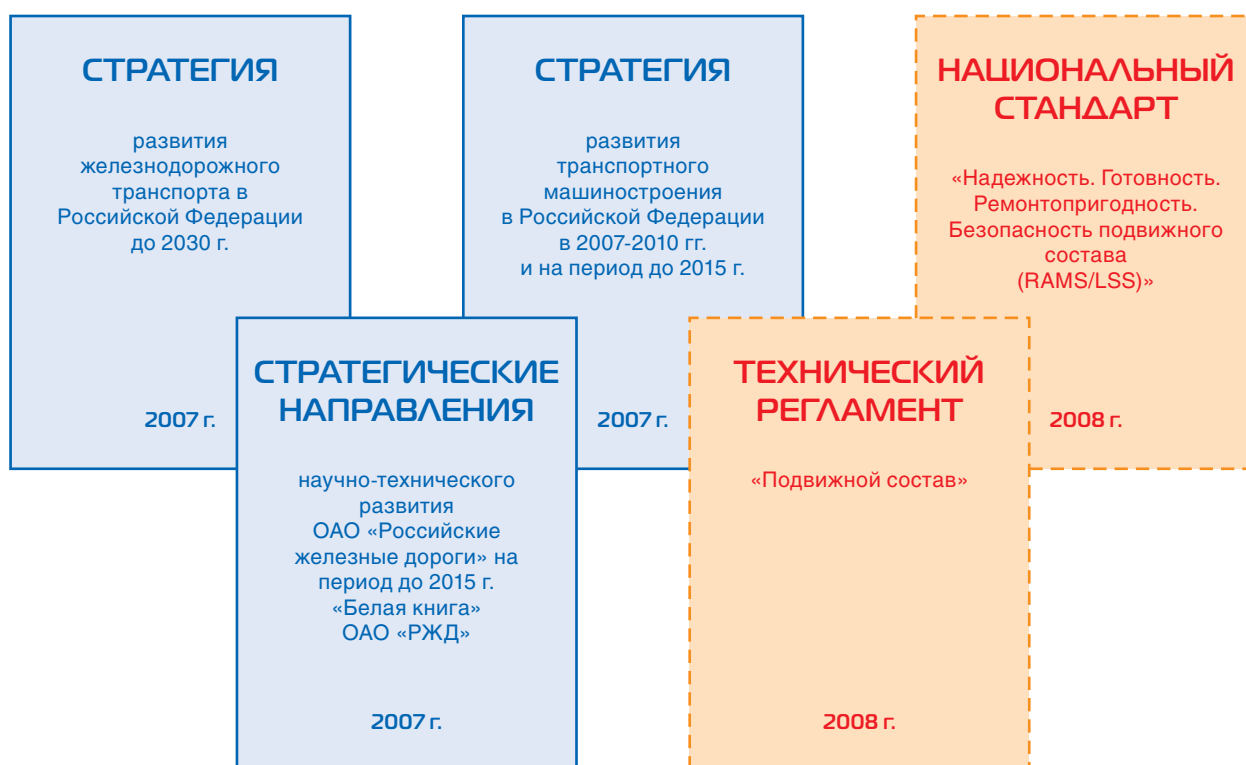 СТРАТЕГИЯ
развития
железнодорожного
транспорта в
Российской Федерации
до 2030 г.
2007 г.
СТРАТЕГИЧЕСКИЕ
НАПРАВЛЕНИЯ
научно-технического
развития
ОАО «Российские
железные дороги» на
период до 2015 г.
«Белая книга»
ОАО «РЖД»
2007 г.
СТРАТЕГИЯ
развития
транспортного
машиностроения
в Российской Федерации
в 2007-2010 гг.
и на период до 2015 г.
2007 г.
ТЕХНИЧЕСКИЙ
РЕГЛАМЕНТ
«Подвижной состав»
2008 г.
НАЦИОНАЛЬНЫЙ
СТАНДАРТ
«Надежность. Готовность.
Ремонтопригодность.
Безопасность подвижного
состава
(RAMS/LSS)»
2008 г.